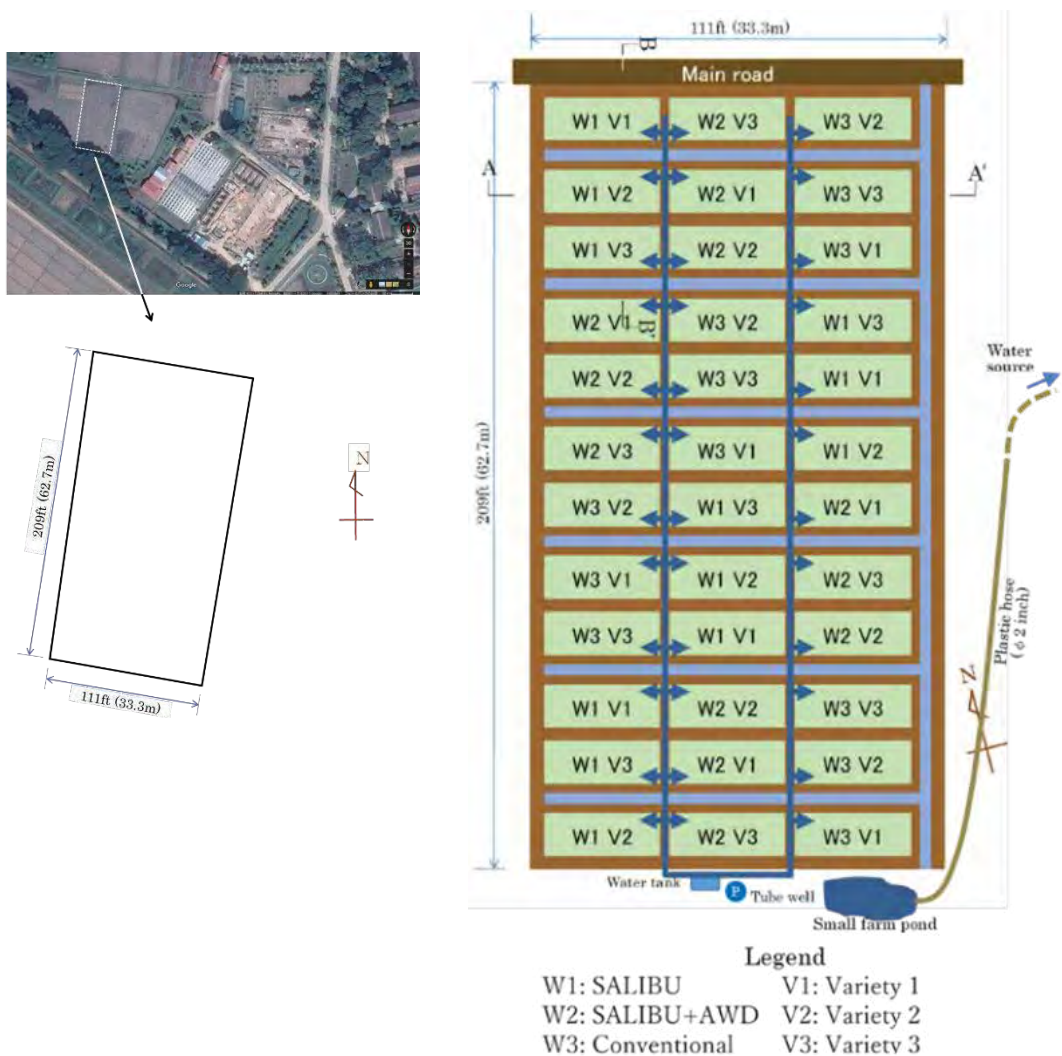 Google
209ft (62.7m)
111ft (33.3m)
N
111ft (33.3m)
B
Main road
209ft (62.7m)
A
A'
W1 V1 W2 V3 W3 V2
W1 V2 W2 V1 W3 V3
W1 V3 W2 V2 W3 V1
W2 V1 W3 V2 W1 V3
B'
W2 V2 W3 V3 W1 V1
W2 V3 W3 V1 W1 V2
W3 V2 W1 V3 W2 V1
W3 V1 W1 V2 W2 V3
W3 V3 W1 V1 W2 V2
W1 V1 W2 V2 W3 V3
W1 V3 W2 V1 W3 V2
W1 V2 W2 V3 W3 V1
Water
source
Plastic hose
(ϕ 2 inch)
N
Water tank
P
Tube well
Small farm pond
Legend
W1: SALIBU V1: Variety 1
W2: SALIBU+AWD V2: Variety 2
W3: Conventional V3: Variety 3